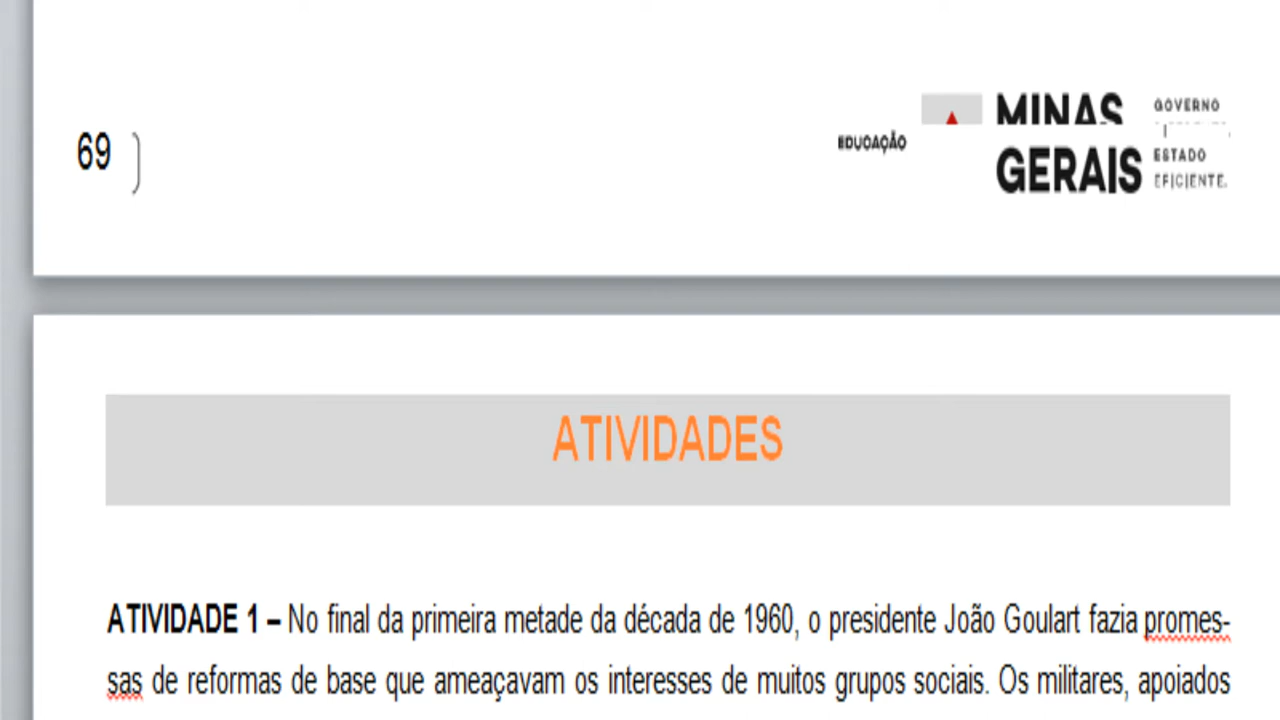 69
EDUCAÇÃO
MINAS
GERAIS
GOVERNO
ESTADO
EFICIENTE.
ATIVIDADES
ATIVIDADE 1 – No final da primeira metade da década de 1960, o presidente João Goulart fazia promes-
sas de reformas de base que ameaçavam os interesses de muitos grupos sociais. Os militares, apoiados